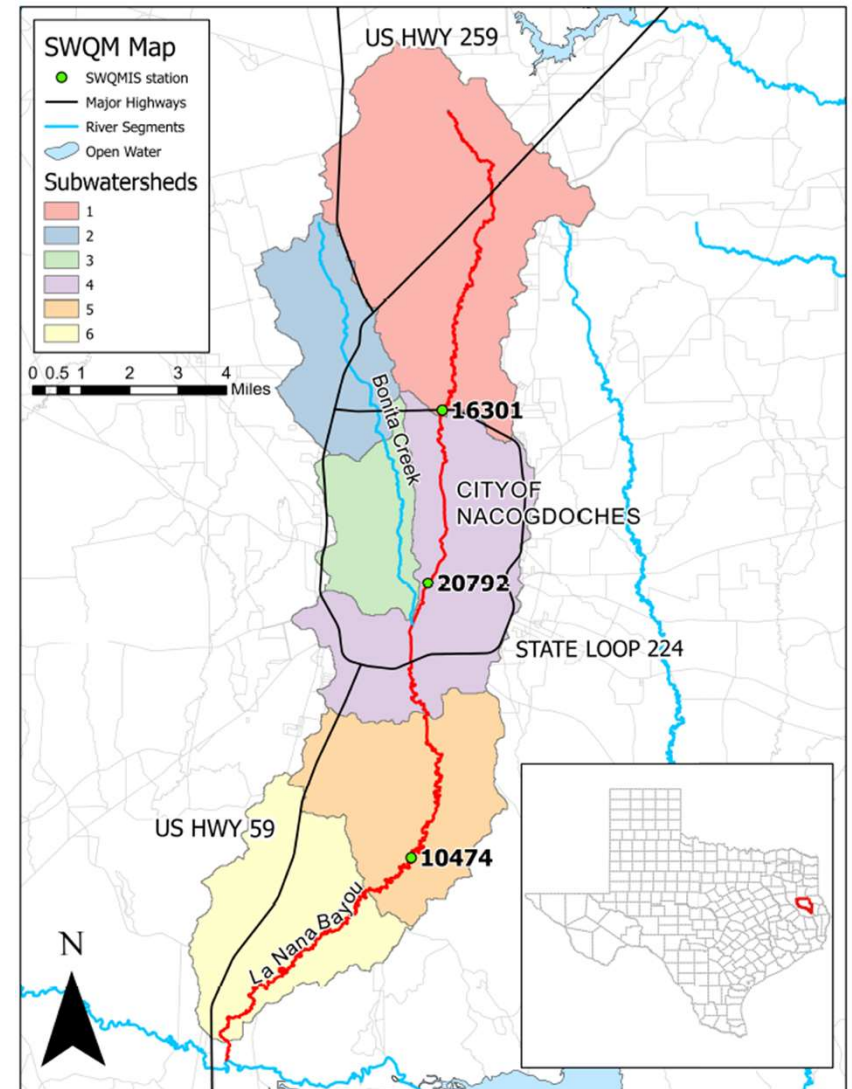 SWQM Map
SWQMIS station
Major Highways
River Segments
Open Water
Subwatersheds
1
2
3
4
5
6
0 0.5 1 2 3 4
Miles
US HWY 259
Bonita Creek
16301
CITY OF
NACOGDOCHES
20792
STATE LOOP 224
US HWY 59
10474
La Nana Bayou
N